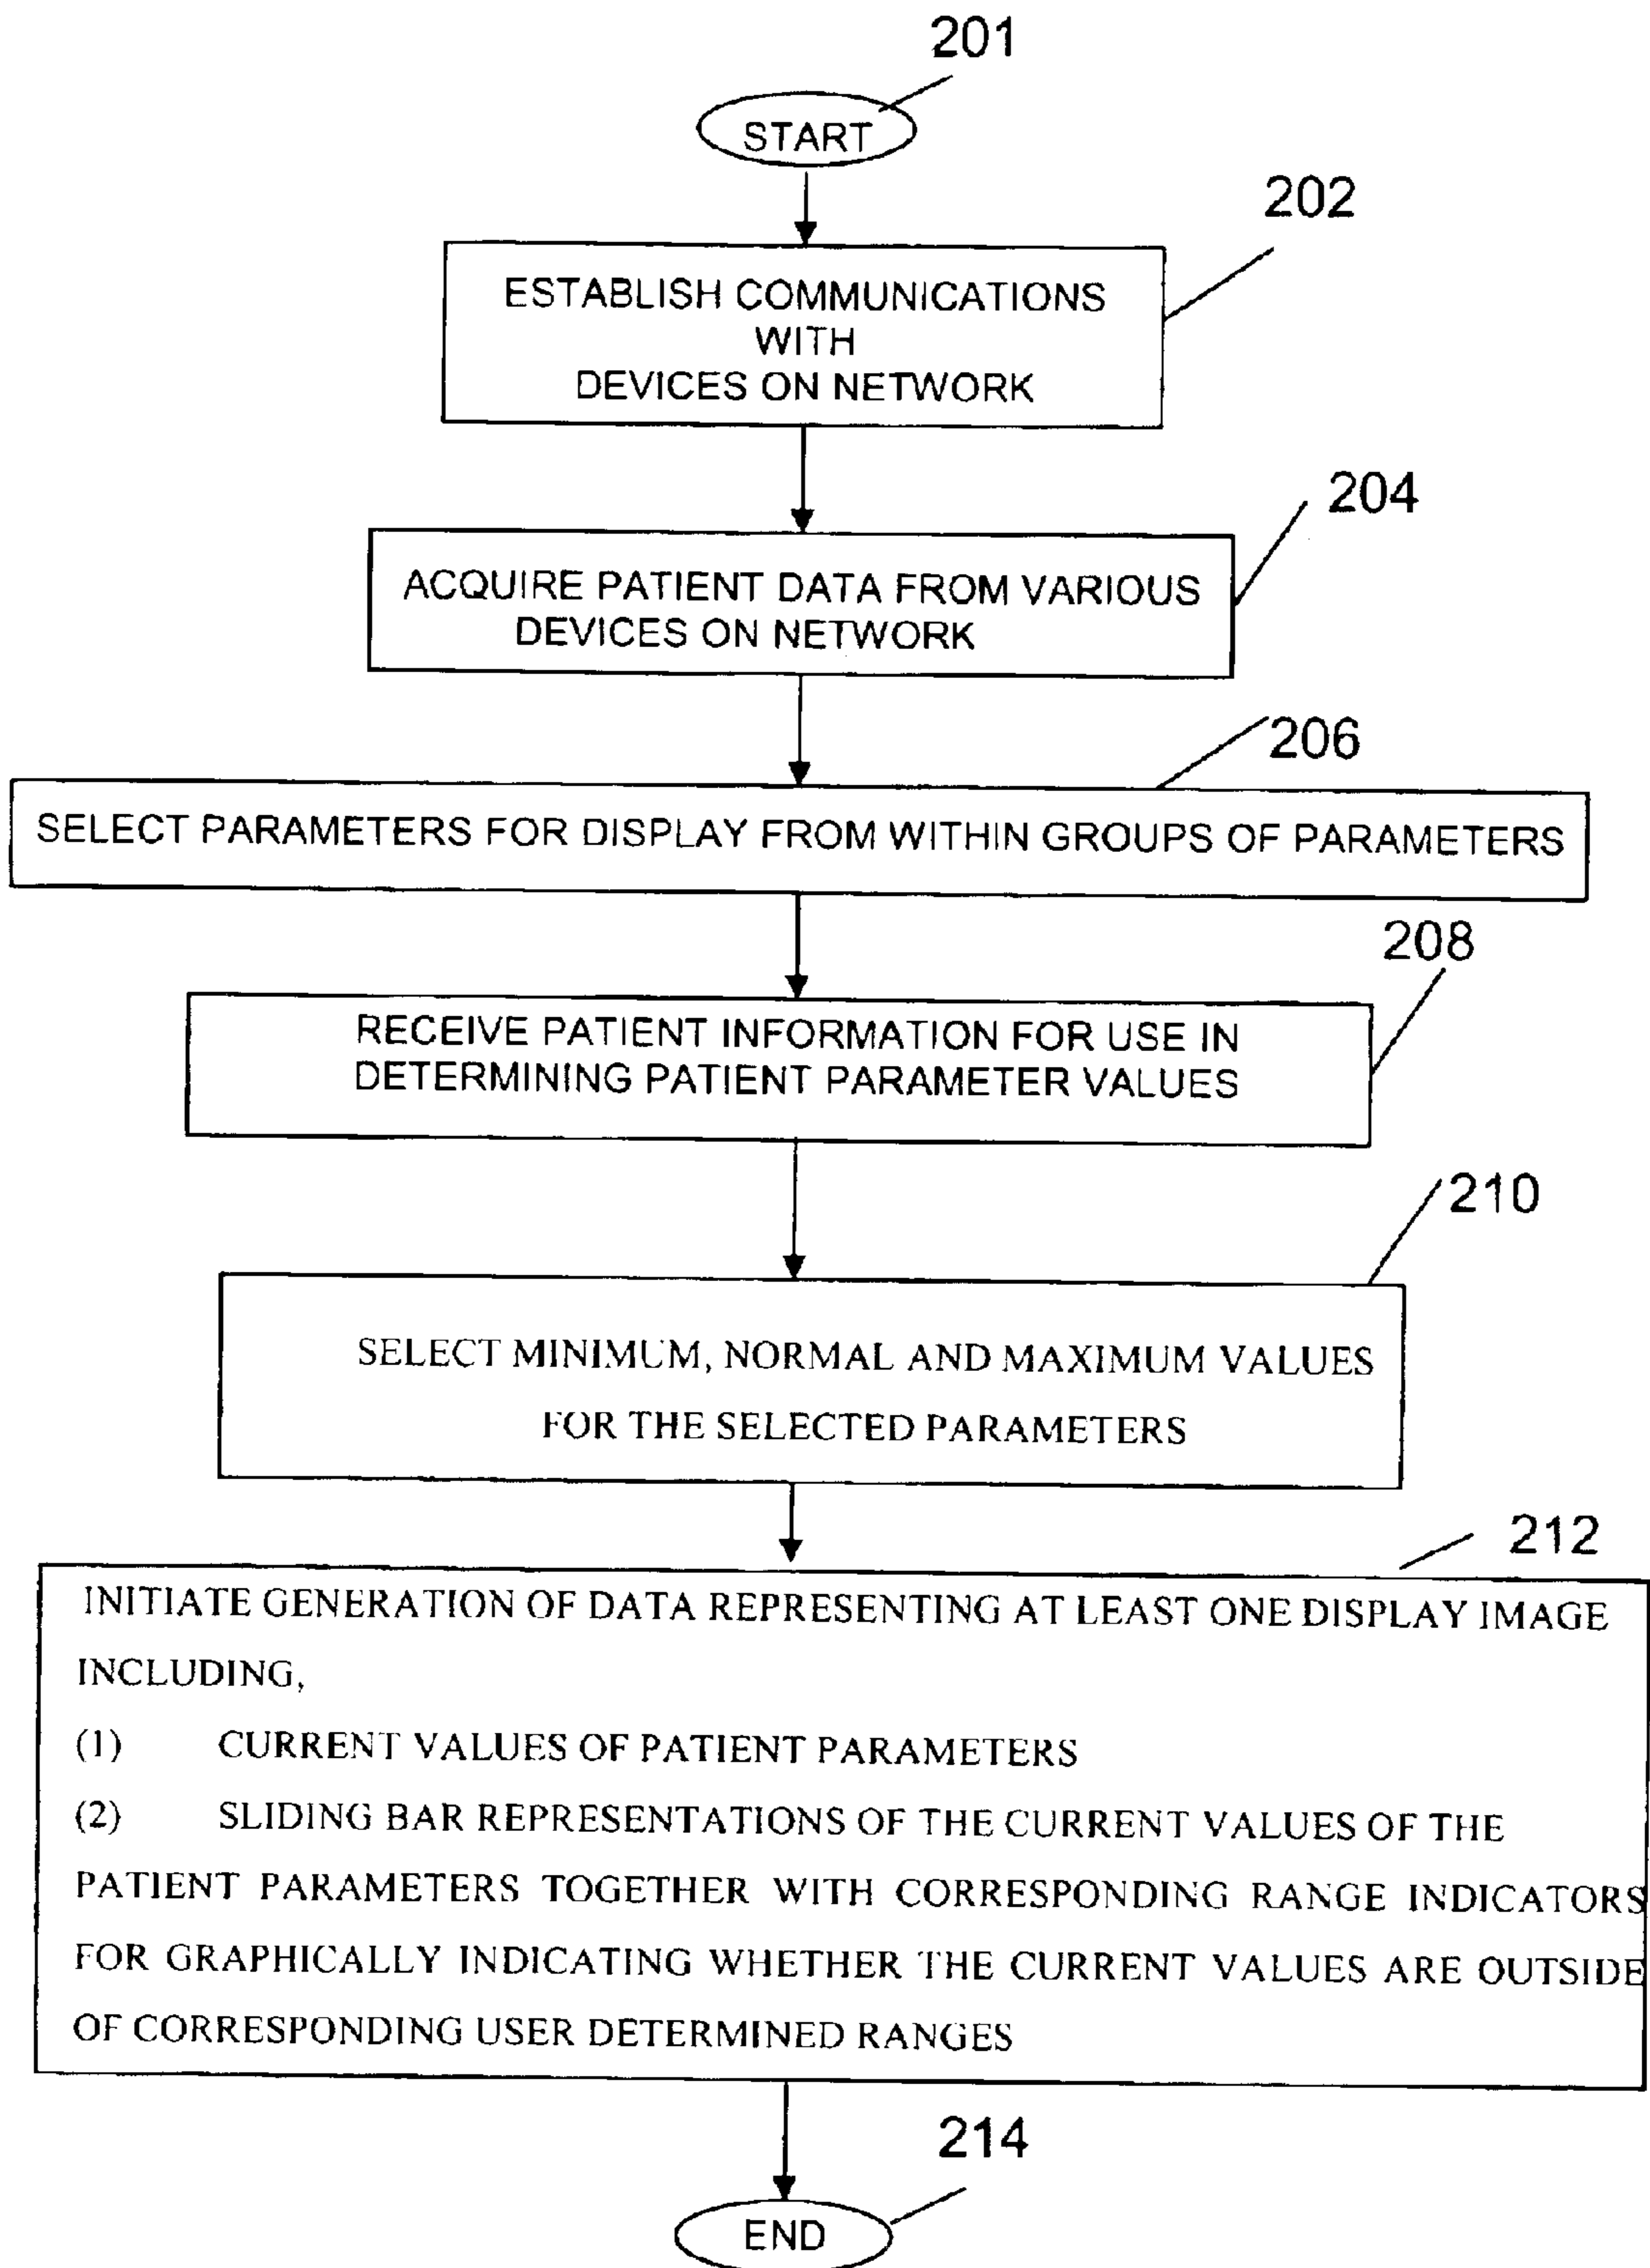 201
START
202
ESTABLISH COMMUNICATIONS
WITH
DEVICES ON NETWORK
204
ACQUIRE PATIENT DATA FROM VARIOUS
DEVICES ON NETWORK
206
SELECT PARAMETERS FOR DISPLAY FROM WITHIN GROUPS OF PARAMETERS
208
RECEIVE PATIENT INFORMATION FOR USE IN
DETERMINING PATIENT PARAMETER VALUES
210
SELECT MINIMUM, NORMAL AND MAXIMUM VALUES
FOR THE SELECTED PARAMETERS
212
INITIATE GENERATION OF DATA REPRESENTING AT LEAST ONE DISPLAY IMAGE
INCLUDING,
(1) CURRENT VALUES OF PATIENT PARAMETERS
(2) SLIDING BAR REPRESENTATIONS OF THE CURRENT VALUES OF THE
PATIENT PARAMETERS TOGETHER WITH CORRESPONDING RANGE INDICATORS
FOR GRAPHICALLY INDICATING WHETHER THE CURRENT VALUES ARE OUTSIDE
OF CORRESPONDING USER DETERMINED RANGES
214
END